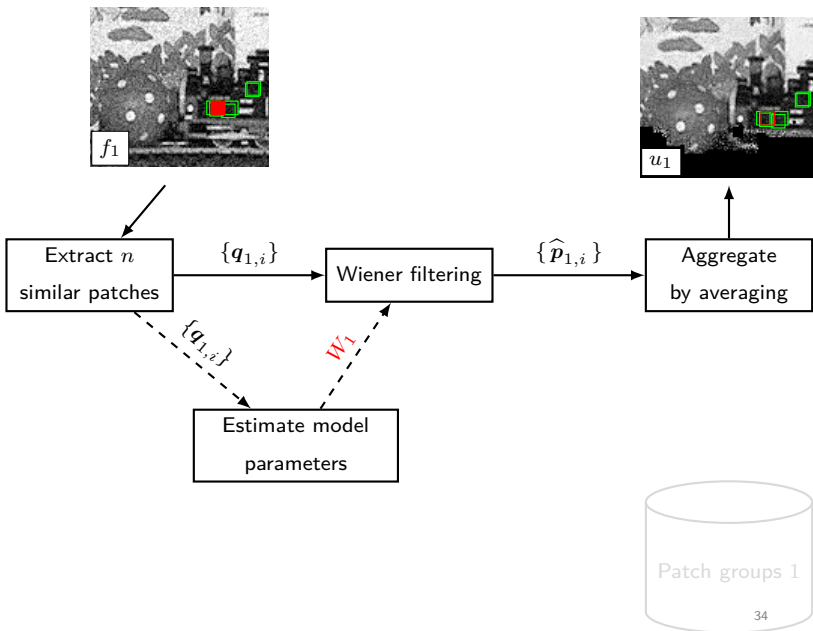 f₁
u₁
Extract n
similar patches
{q₁,ᵢ}
Wiener filtering
{p̂₁,ᵢ}
Aggregate
by averaging
{q₁,ᵢ}
W₁
Estimate model
parameters
Patch groups 1
34